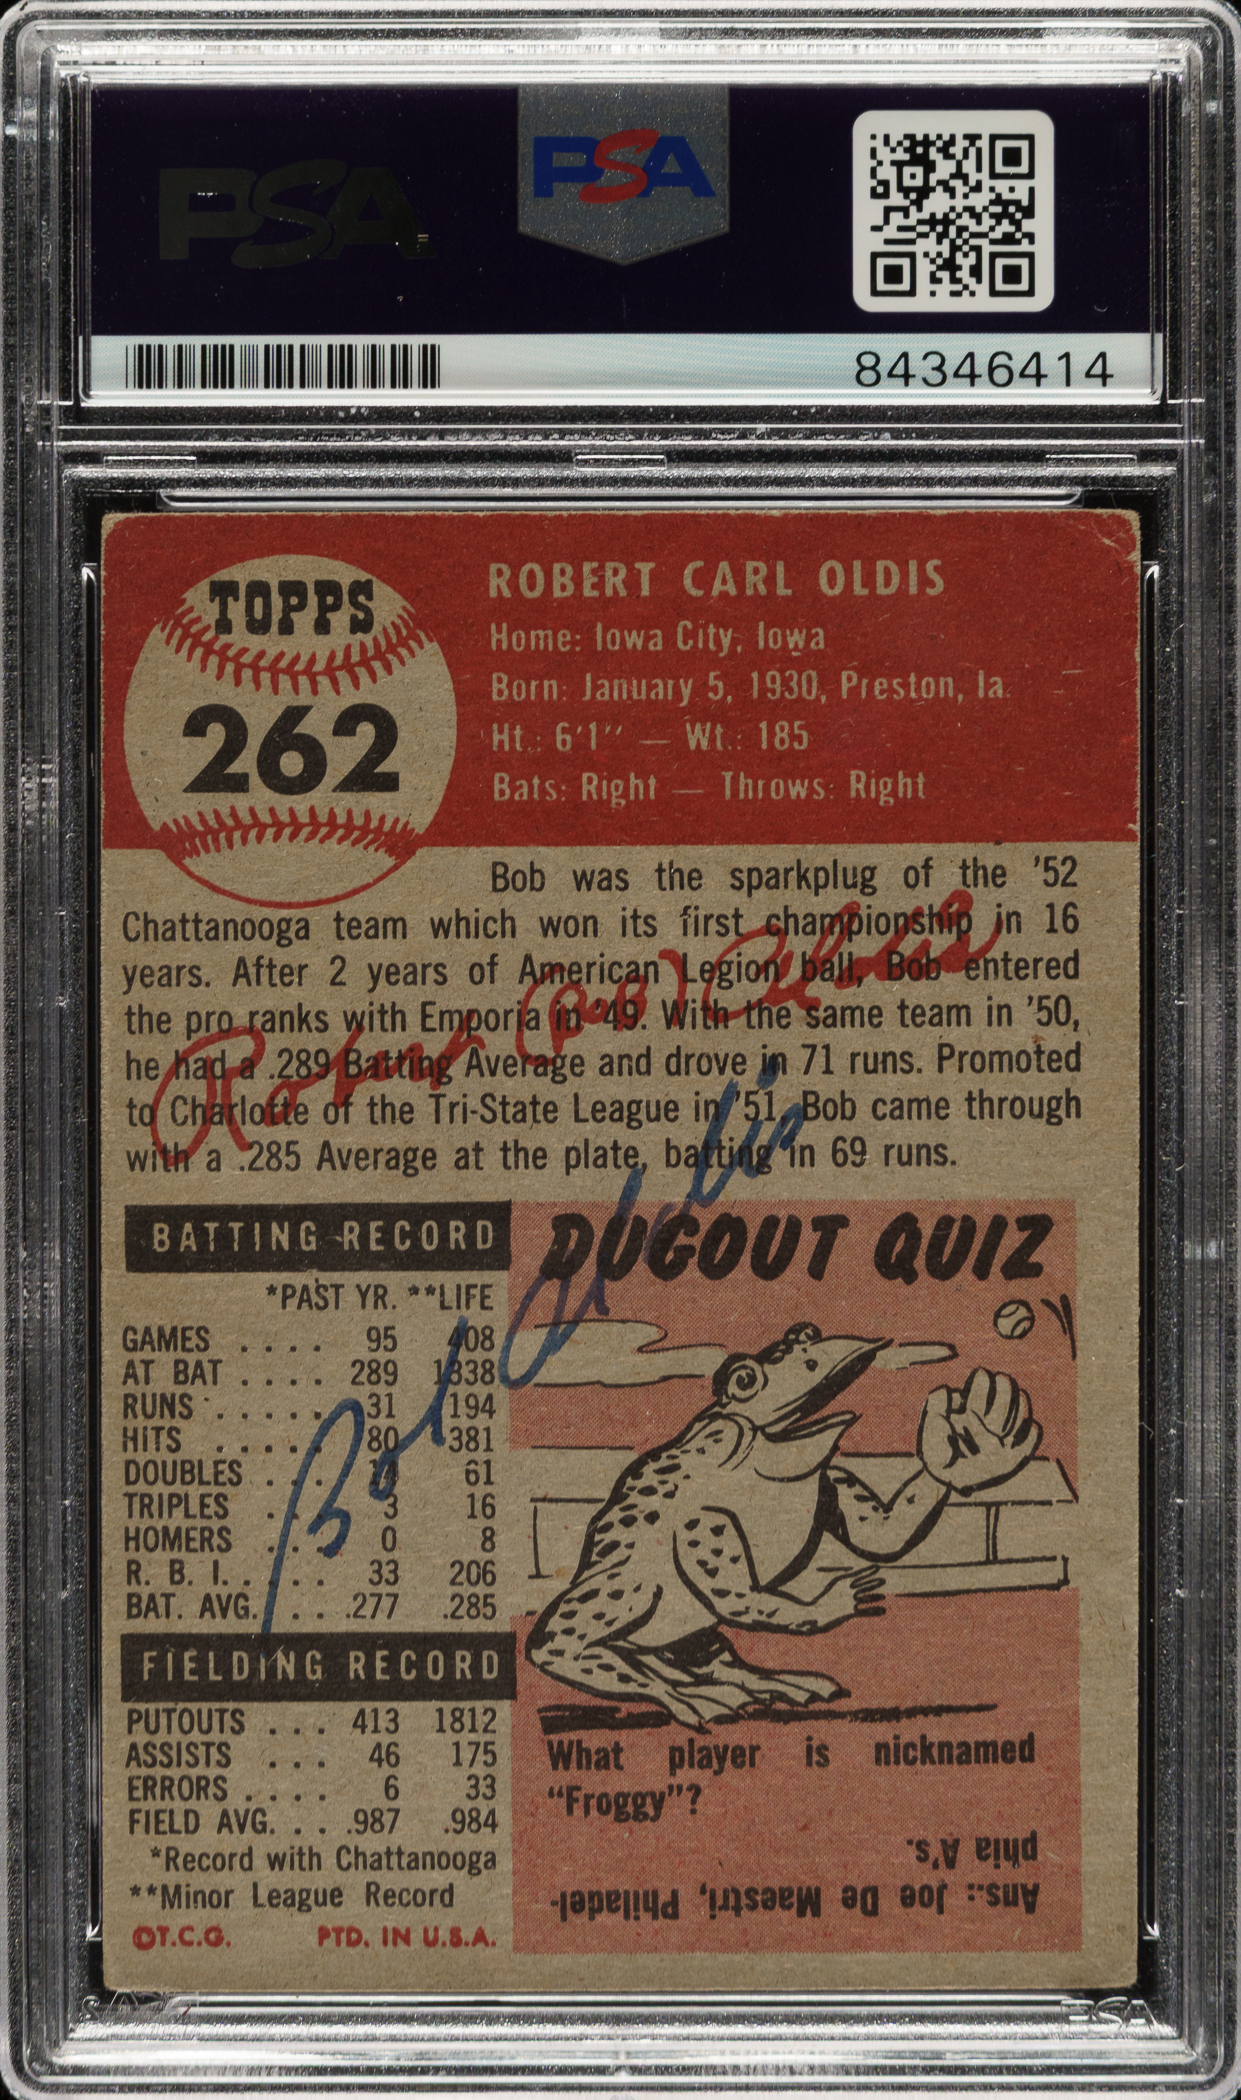 PSA
PSA
84346414
TOPPS
262
ROBERT CARL OLDIS
Home: Iowa City, Iowa
Born: January 5, 1930, Preston, Ia.
Ht.: 6'1" — Wt.: 185
Bats: Right — Throws: Right
Bob was the sparkplug of the '52
Chattanooga team which won its first championship in 16
years. After 2 years of American Legion ball, Bob entered
the pro ranks with Emporia in '49. With the same team in '50,
he had a .289 Batting Average and drove in 71 runs. Promoted
to Charlotte of the Tri-State League in '51, Bob came through
with a .285 Average at the plate, batting in 69 runs.
Robert (BOB) Oldis
Bob Oldis
BATTING RECORD
*PAST YR. **LIFE
GAMES .... 95 408
AT BAT .... 289 1338
RUNS ..... 31 194
HITS ..... 80 381
DOUBLES ... 61
TRIPLES ... 3 16
HOMERS ... 0 8
R. B. I. .... 33 206
BAT. AVG. ... .277 .285
FIELDING RECORD
PUTOUTS ... 413 1812
ASSISTS ... 46 175
ERRORS .... 6 33
FIELD AVG. ... .987 .984
*Record with Chattanooga
**Minor League Record
©T.C.G. PTD. IN U.S.A.
DUGOUT QUIZ
What player is nicknamed
"Froggy"?
Ans.: Joe De Maestri, Philadel-
phia A's.
PSA